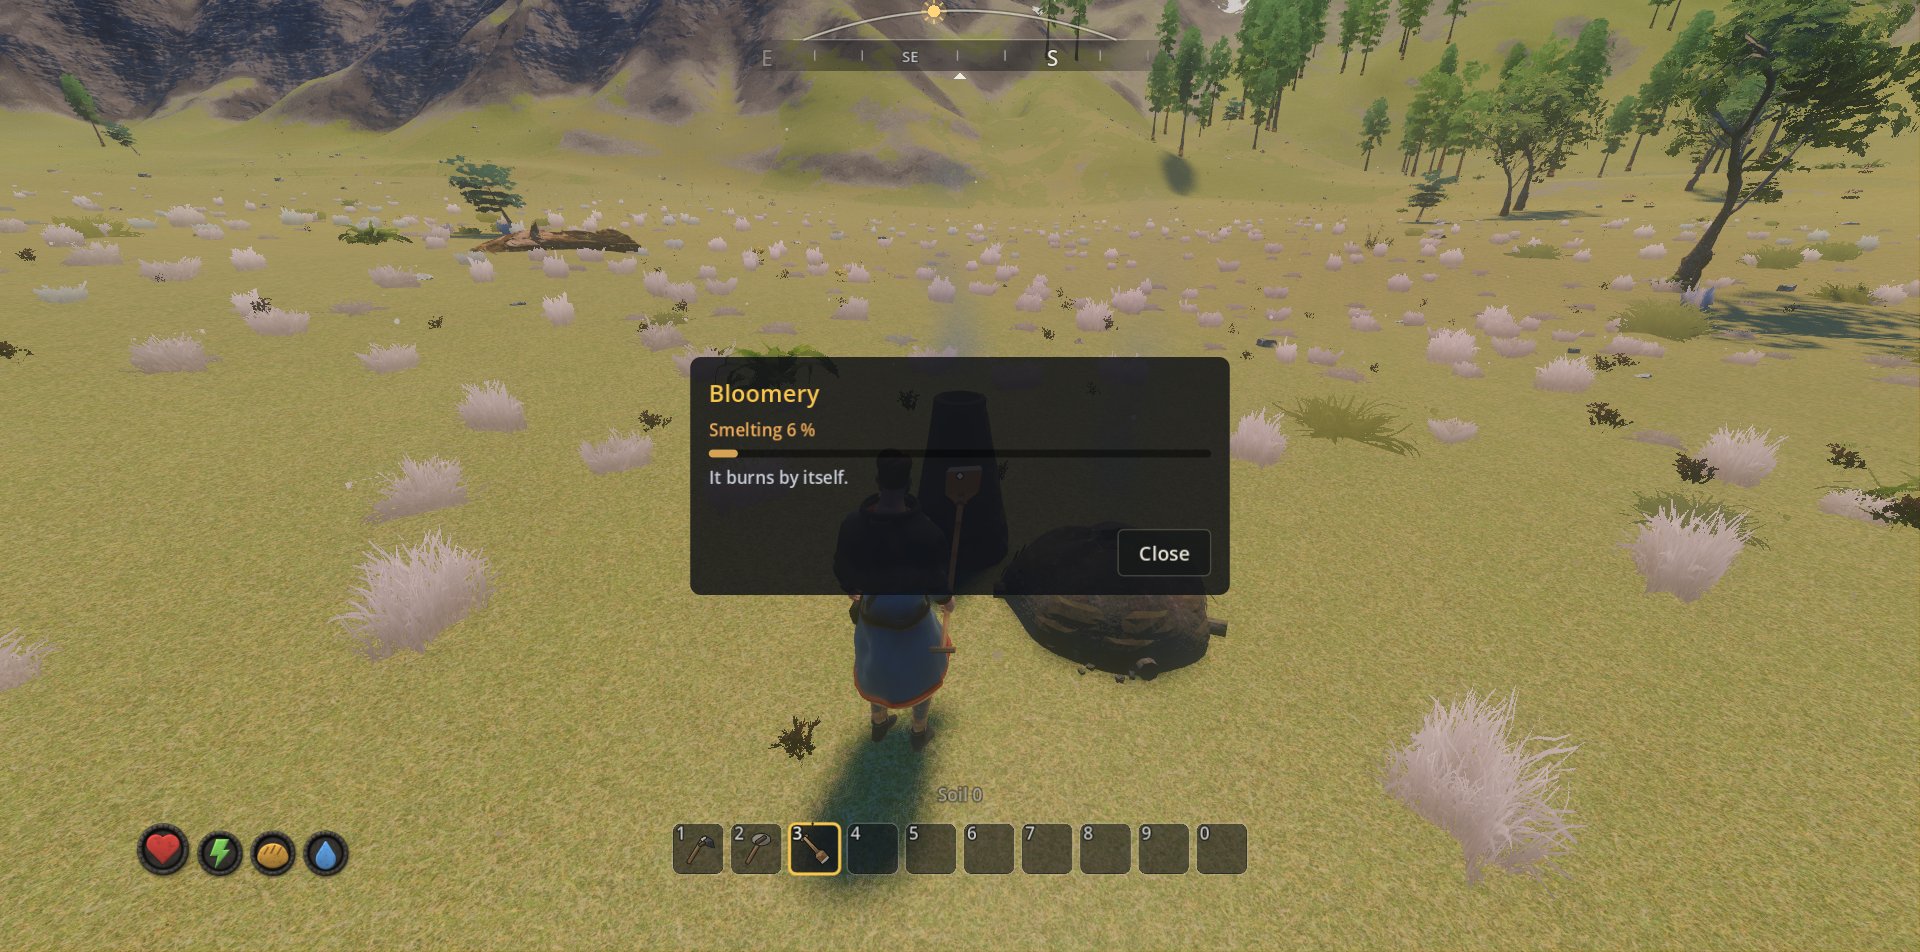 E SE S
Bloomery
Smelting 6 %
It burns by itself.
Close
Soil 0
1 2 3 4 5 6 7 8 9 0